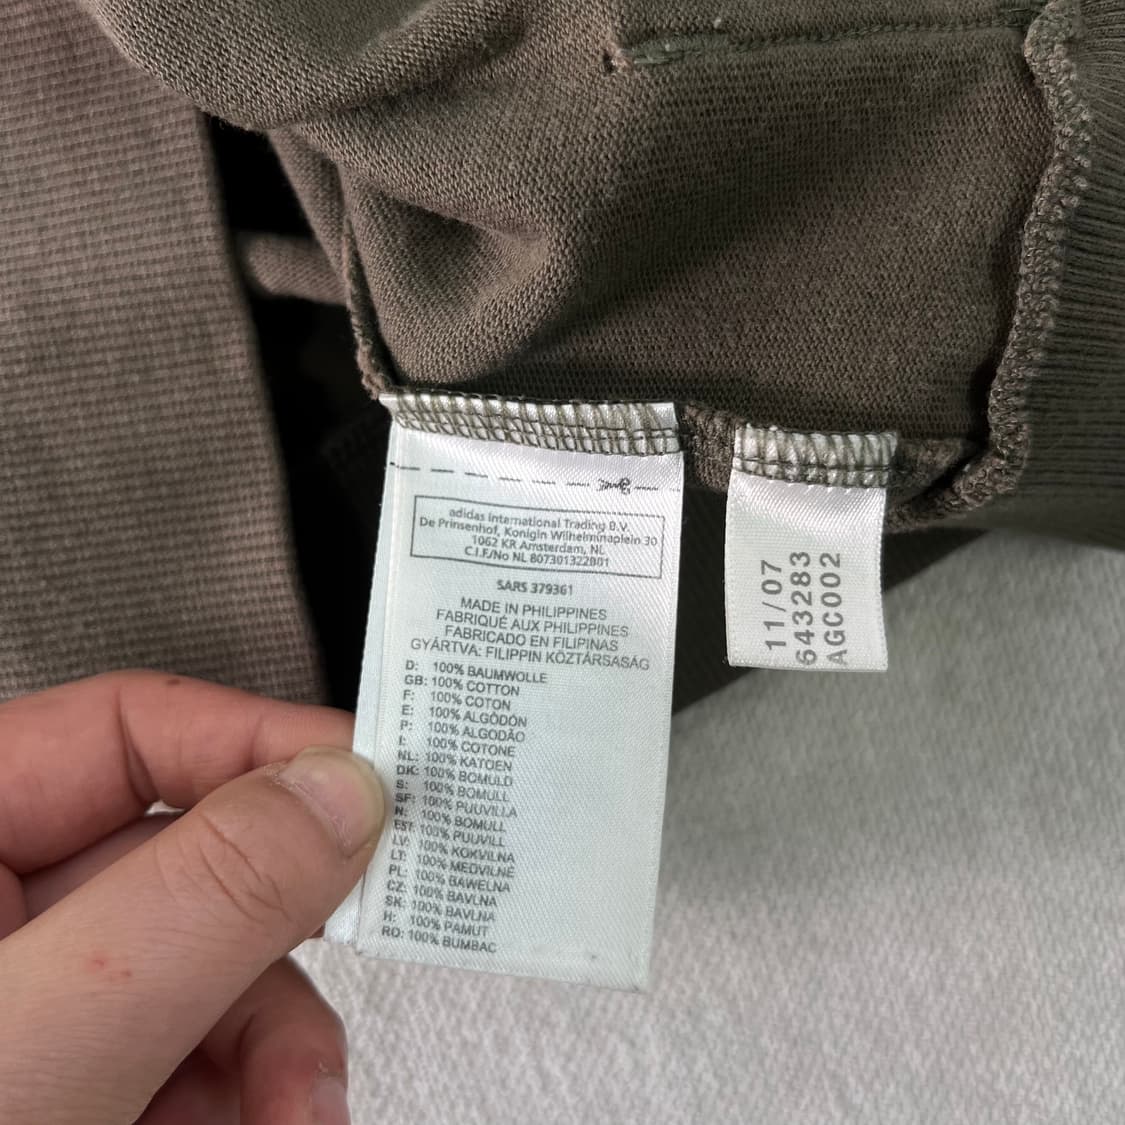 adidas International Trading B.V.
De Prinsenhof, Konigin Wilhelminaplein 30
1062 KR Amsterdam, NL
C.I.F./No NL 807301322B01
SARS 379361
MADE IN PHILIPPINES
FABRIQUÉ AUX PHILIPPINES
FABRICADO EN FILIPINAS
GYÁRTVA: FILIPPIN KÖZTÁRSASÁG
D: 100% BAUMWOLLE
GB: 100% COTTON
F: 100% COTON
E: 100% ALGODÓN
P: 100% ALGODÃO
I: 100% COTONE
NL: 100% KATOEN
DK: 100% BOMULD
S: 100% BOMULL
SF: 100% PUUVILLA
N: 100% BOMULL
EST: 100% PUUVILL
LV: 100% KOKVILNA
LT: 100% MEDVILNĖ
PL: 100% BAWEŁNA
CZ: 100% BAVLNA
SK: 100% BAVLNA
H: 100% PAMUT
RO: 100% BUMBAC
11/07
643283
AGC002